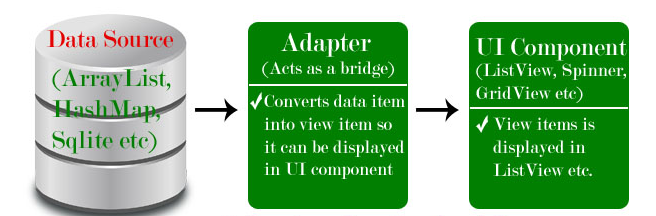 Data Source
(ArrayList,
HashMap,
Sqlite etc)
Adapter
(Acts as a bridge)
✓Converts data item
into view item so
it can be displayed
in UI component
UI Component
(ListView, Spinner,
GridView etc)
✓ View items is
displayed in
ListView etc.